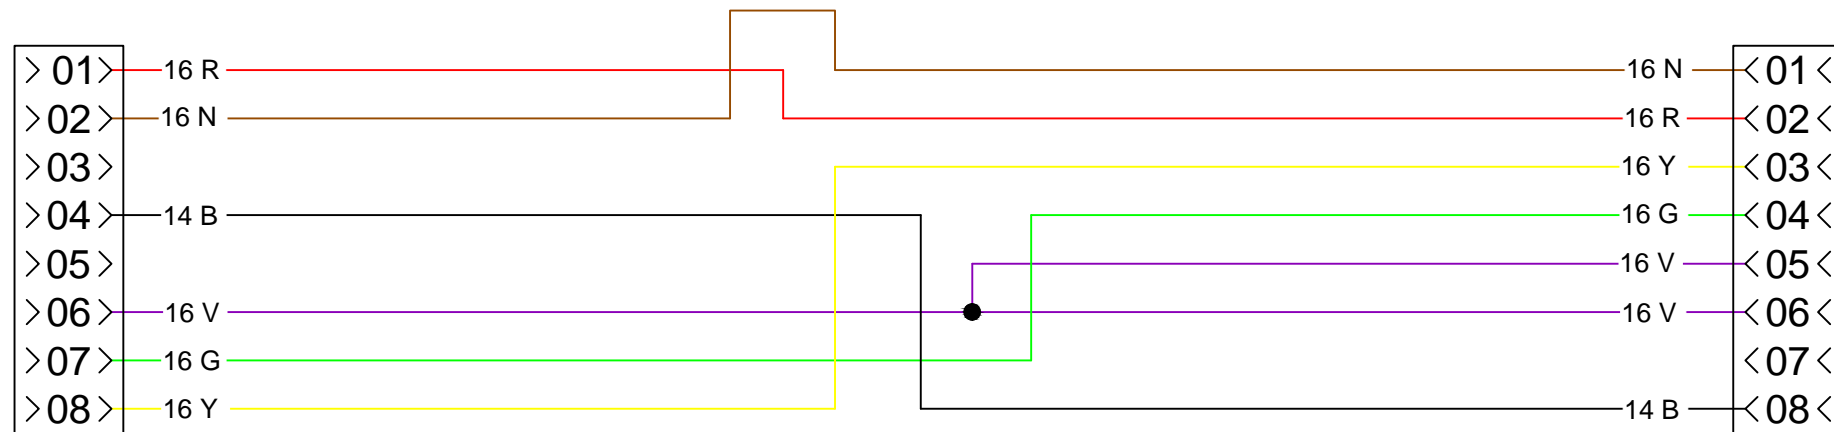 01 16 R 16 N 01
02 16 N 16 R 02
03 16 Y 03
04 14 B 16 G 04
05 16 V 05
06 16 V 16 V 06
07 16 G 07
08 16 Y 14 B 08